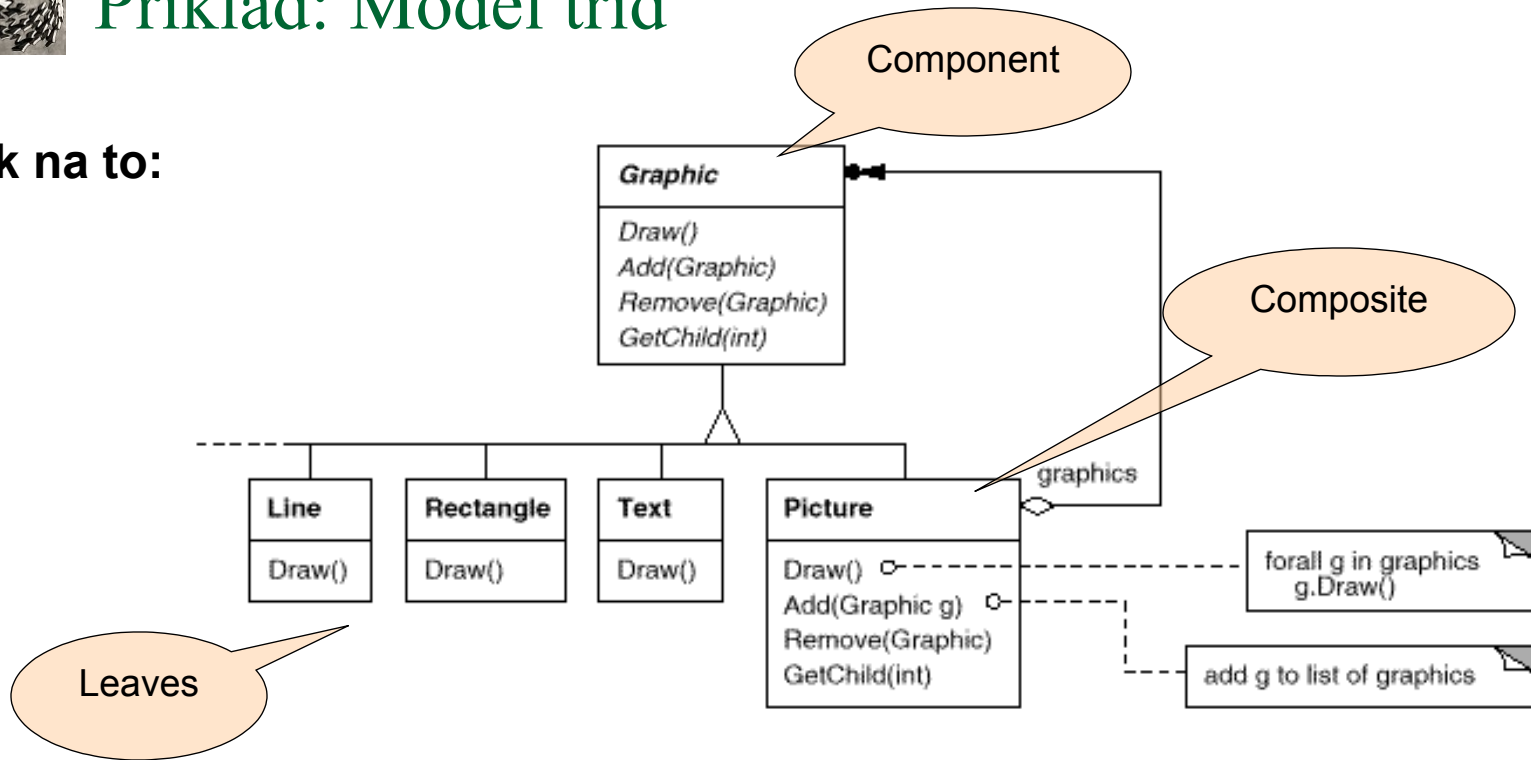 Příklad: Model tříd
k na to:
Component
Graphic
Draw()
Add(Graphic)
Remove(Graphic)
GetChild(int)
Composite
graphics
Line
Draw()
Rectangle
Draw()
Text
Draw()
Picture
Draw()
Add(Graphic g)
Remove(Graphic)
GetChild(int)
forall g in graphics
g.Draw()
add g to list of graphics
Leaves